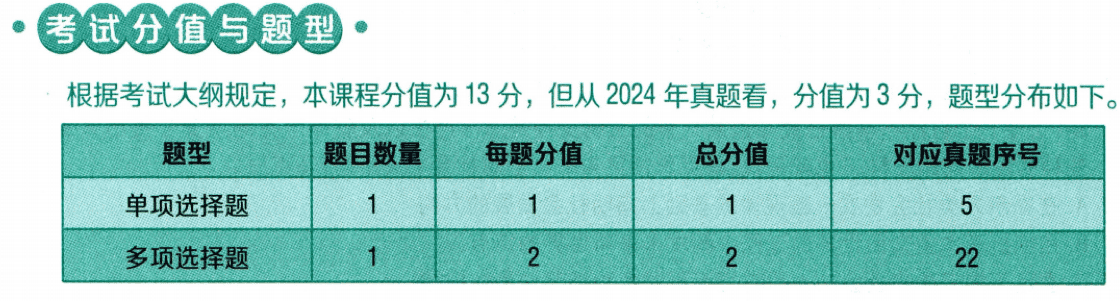 考试分值与题型
根据考试大纲规定，本课程分值为 13 分，但从 2024 年真题看，分值为 3 分，题型分布如下。
题型 题目数量 每题分值 总分值 对应真题序号
单项选择题 1 1 1 5
多项选择题 1 2 2 22